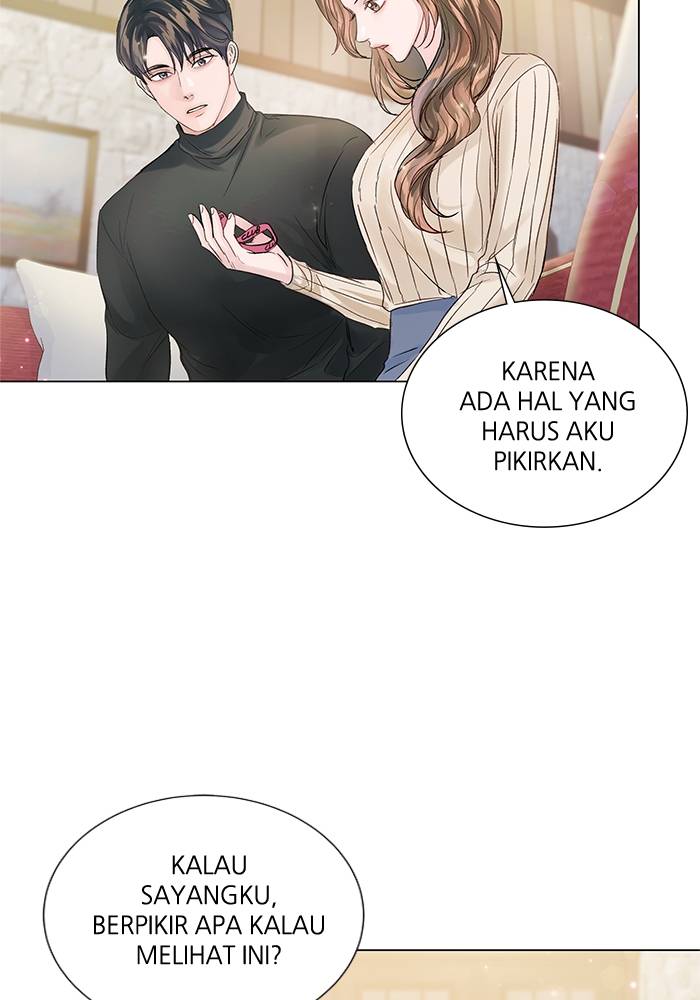 KARENA
ADA HAL YANG
HARUS AKU
PIKIRKAN.
KALAU
SAYANGKU,
BERPIKIR APA KALAU
MELIHAT INI?